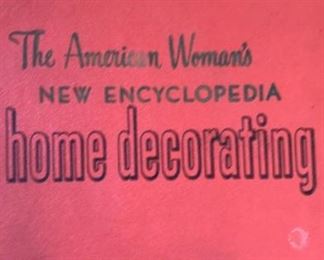 The American Woman's
NEW ENCYCLOPEDIA
home decorating